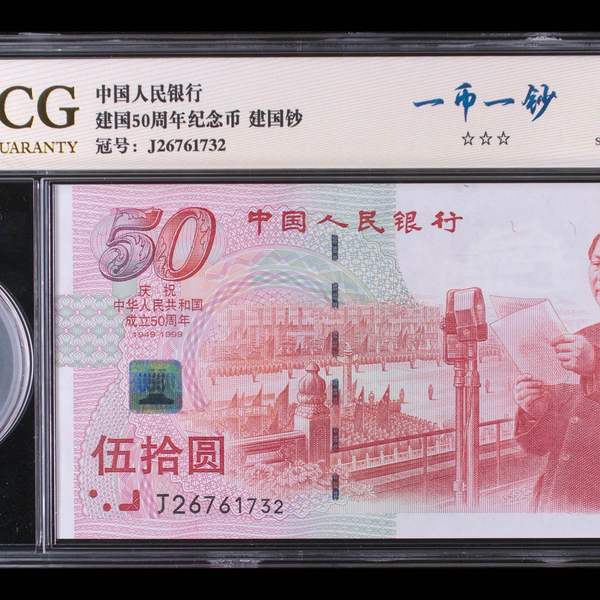 CG
UARANTY
中国人民银行
建国50周年纪念币 建国钞
冠号：J26761732
一币一钞
☆☆☆
S
50
中国人民银行
庆祝
中华人民共和国
成立50周年
1949-1999
伍拾圆
J26761732